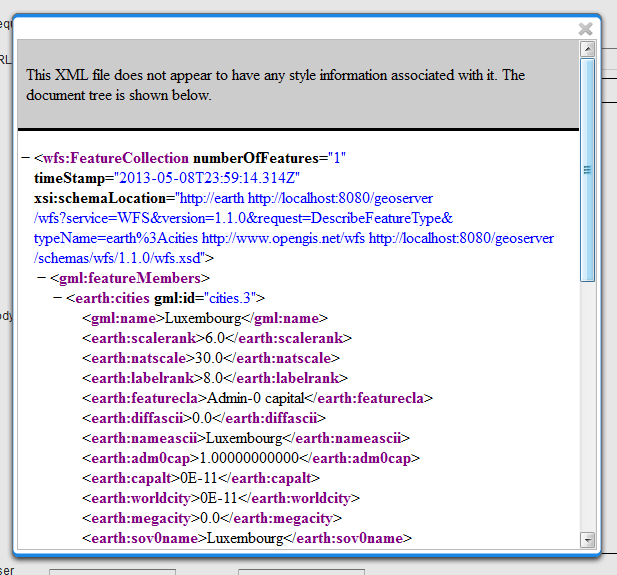 equ
RL
This XML file does not appear to have any style information associated with it. The
document tree is shown below.
− <wfs:FeatureCollection numberOfFeatures="1"
timeStamp="2013-05-08T23:59:14.314Z"
xsi:schemaLocation="http://earth http://localhost:8080/geoserver
/wfs?service=WFS&version=1.1.0&request=DescribeFeatureType&
typeName=earth%3Acities http://www.opengis.net/wfs http://localhost:8080/geoserver
/schemas/wfs/1.1.0/wfs.xsd">
− <gml:featureMembers>
− <earth:cities gml:id="cities.3">
<gml:name>Luxembourg</gml:name>
<earth:scalerank>6.0</earth:scalerank>
<earth:natscale>30.0</earth:natscale>
<earth:labelrank>8.0</earth:labelrank>
<earth:featurecla>Admin-0 capital</earth:featurecla>
<earth:diffascii>0.0</earth:diffascii>
<earth:nameascii>Luxembourg</earth:nameascii>
<earth:adm0cap>1.00000000000</earth:adm0cap>
<earth:capalt>0E-11</earth:capalt>
<earth:worldcity>0E-11</earth:worldcity>
<earth:megacity>0.0</earth:megacity>
<earth:sov0name>Luxembourg</earth:sov0name>
ody
ser